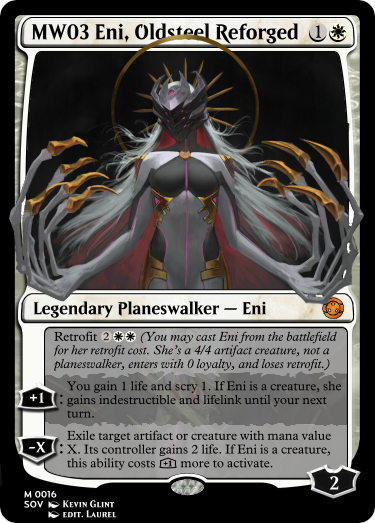 MW03 Eni, Oldsteel Reforged 1
Legendary Planeswalker — Eni
Retrofit 2 (You may cast Eni from the battlefield
for her retrofit cost. She's a 4/4 artifact creature, not a
planeswalker, enters with 0 loyalty, and loses retrofit.)
+1: You gain 1 life and scry 1. If Eni is a creature, she
gains indestructible and lifelink until your next
turn.
-X: Exile target artifact or creature with mana value
X. Its controller gains 2 life. If Eni is a creature,
this ability costs +1 more to activate.
2
M 0016
SOV Kevin Glint
edit. Laurel